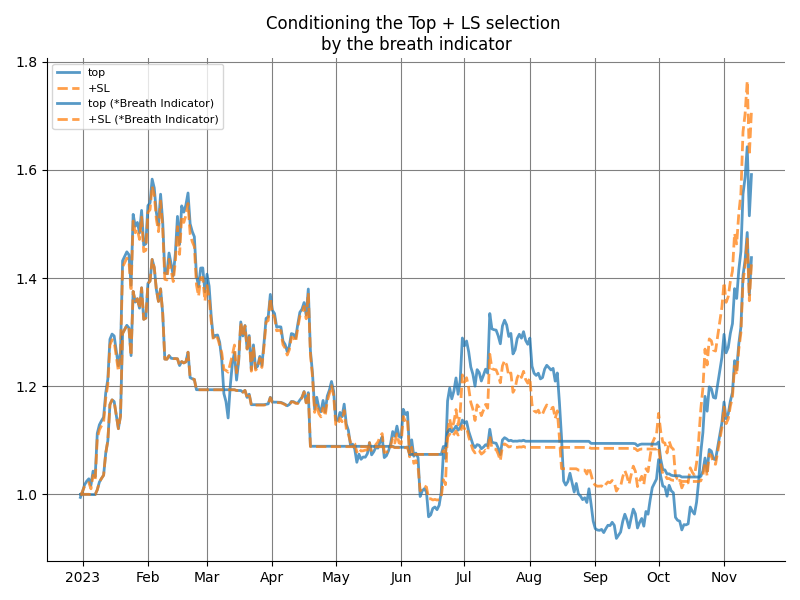 Conditioning the Top + LS selection
by the breath indicator
top
+SL
top (*Breath Indicator)
+SL (*Breath Indicator)
1.8
1.6
1.4
1.2
1.0
2023 Feb Mar Apr May Jun Jul Aug Sep Oct Nov